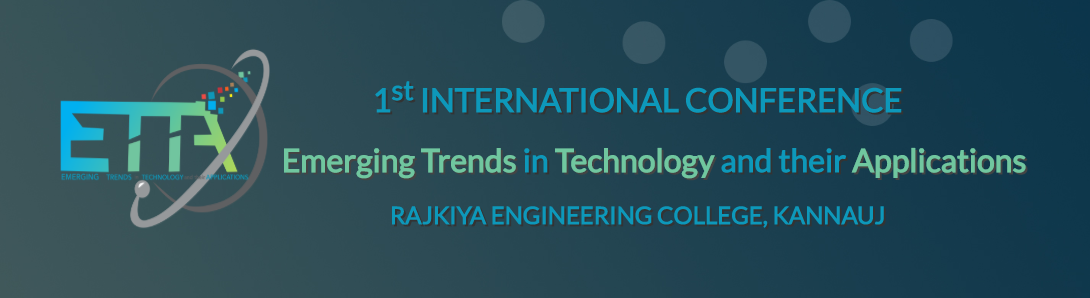 1st INTERNATIONAL CONFERENCE
Emerging Trends in Technology and their Applications
RAJKIYA ENGINEERING COLLEGE, KANNAUJ
ETTA
EMERGING TRENDS TECHNOLOGY APPLICATIONS